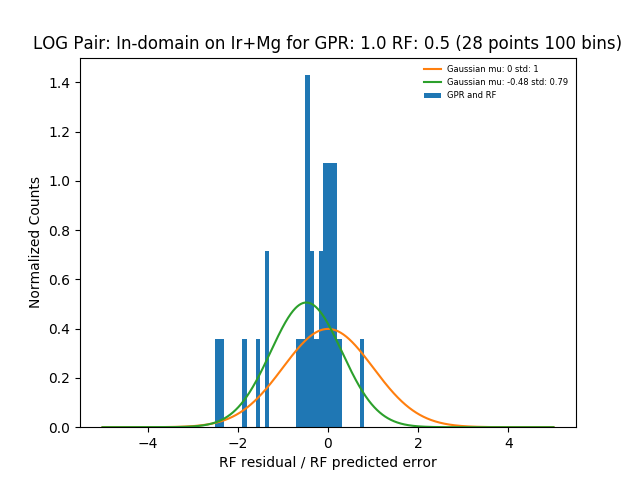 LOG Pair: In-domain on Ir+Mg for GPR: 1.0 RF: 0.5 (28 points 100 bins)
Gaussian mu: 0 std: 1
Gaussian mu: -0.48 std: 0.79
GPR and RF
1.4
1.2
1.0
0.8
0.6
0.4
0.2
0.0
Normalized Counts
−4 −2 0 2 4
RF residual / RF predicted error